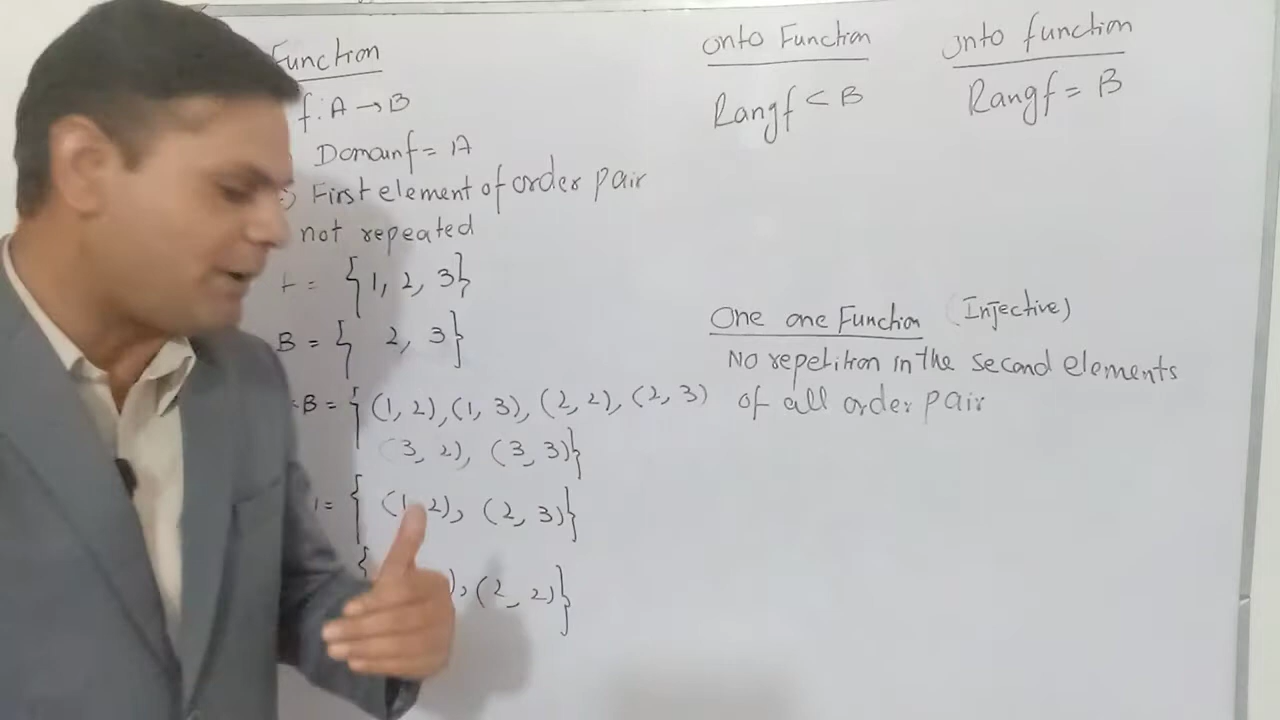 Function
f: A → B
Domainf = A
) First element of order pair
not repeated
= {1, 2, 3}
B = { 2, 3}
B = {(1, 2), (1, 3), (2, 2), (2, 3)
(3, 2), (3, 3)}
1 = { (1, 2), (2, 3)}
{ ), (2, 2)}
onto Function
Rangf ⊂ B
onto function
Rangf = B
One one Function (Injective)
No repetition in the second elements
of all order pair